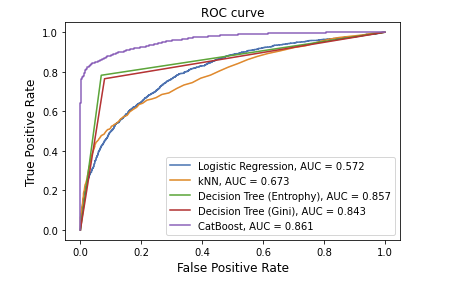 ROC curve
True Positive Rate
1.0
0.8
0.6
0.4
0.2
0.0
Logistic Regression, AUC = 0.572
kNN, AUC = 0.673
Decision Tree (Entrophy), AUC = 0.857
Decision Tree (Gini), AUC = 0.843
CatBoost, AUC = 0.861
0.0 0.2 0.4 0.6 0.8 1.0
False Positive Rate